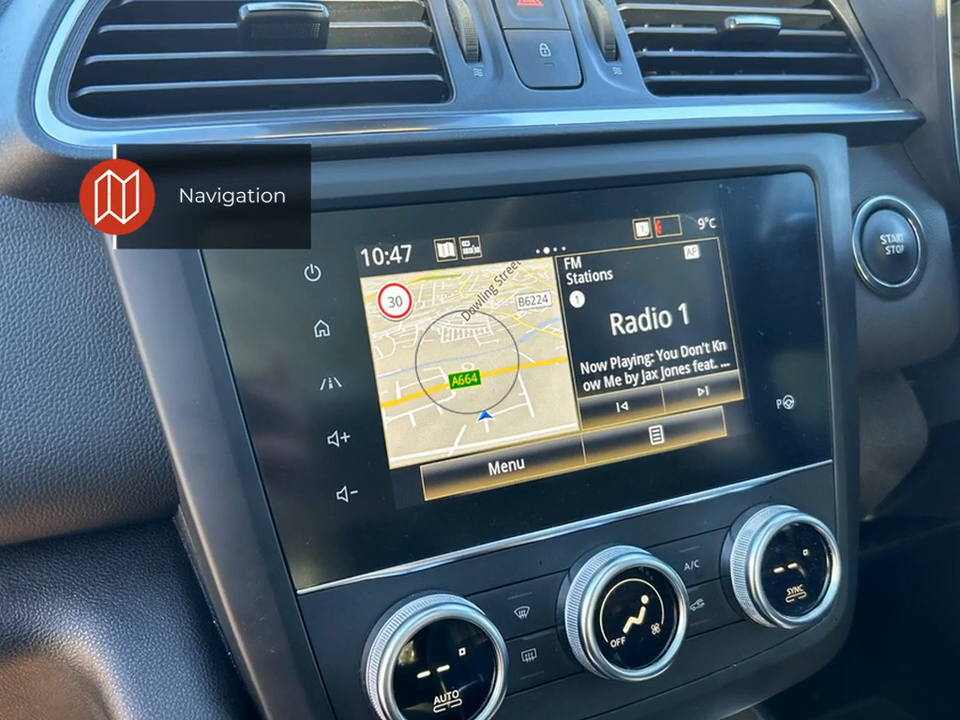 Navigation
START
STOP
10:47
9°C
30
Dowling Street
B6224
A664
FM
Stations
AF
1
Radio 1
Now Playing: You Don't Kn
ow Me by Jax Jones feat. ...
Menu
P
A/C
OFF
AUTO
SYNC